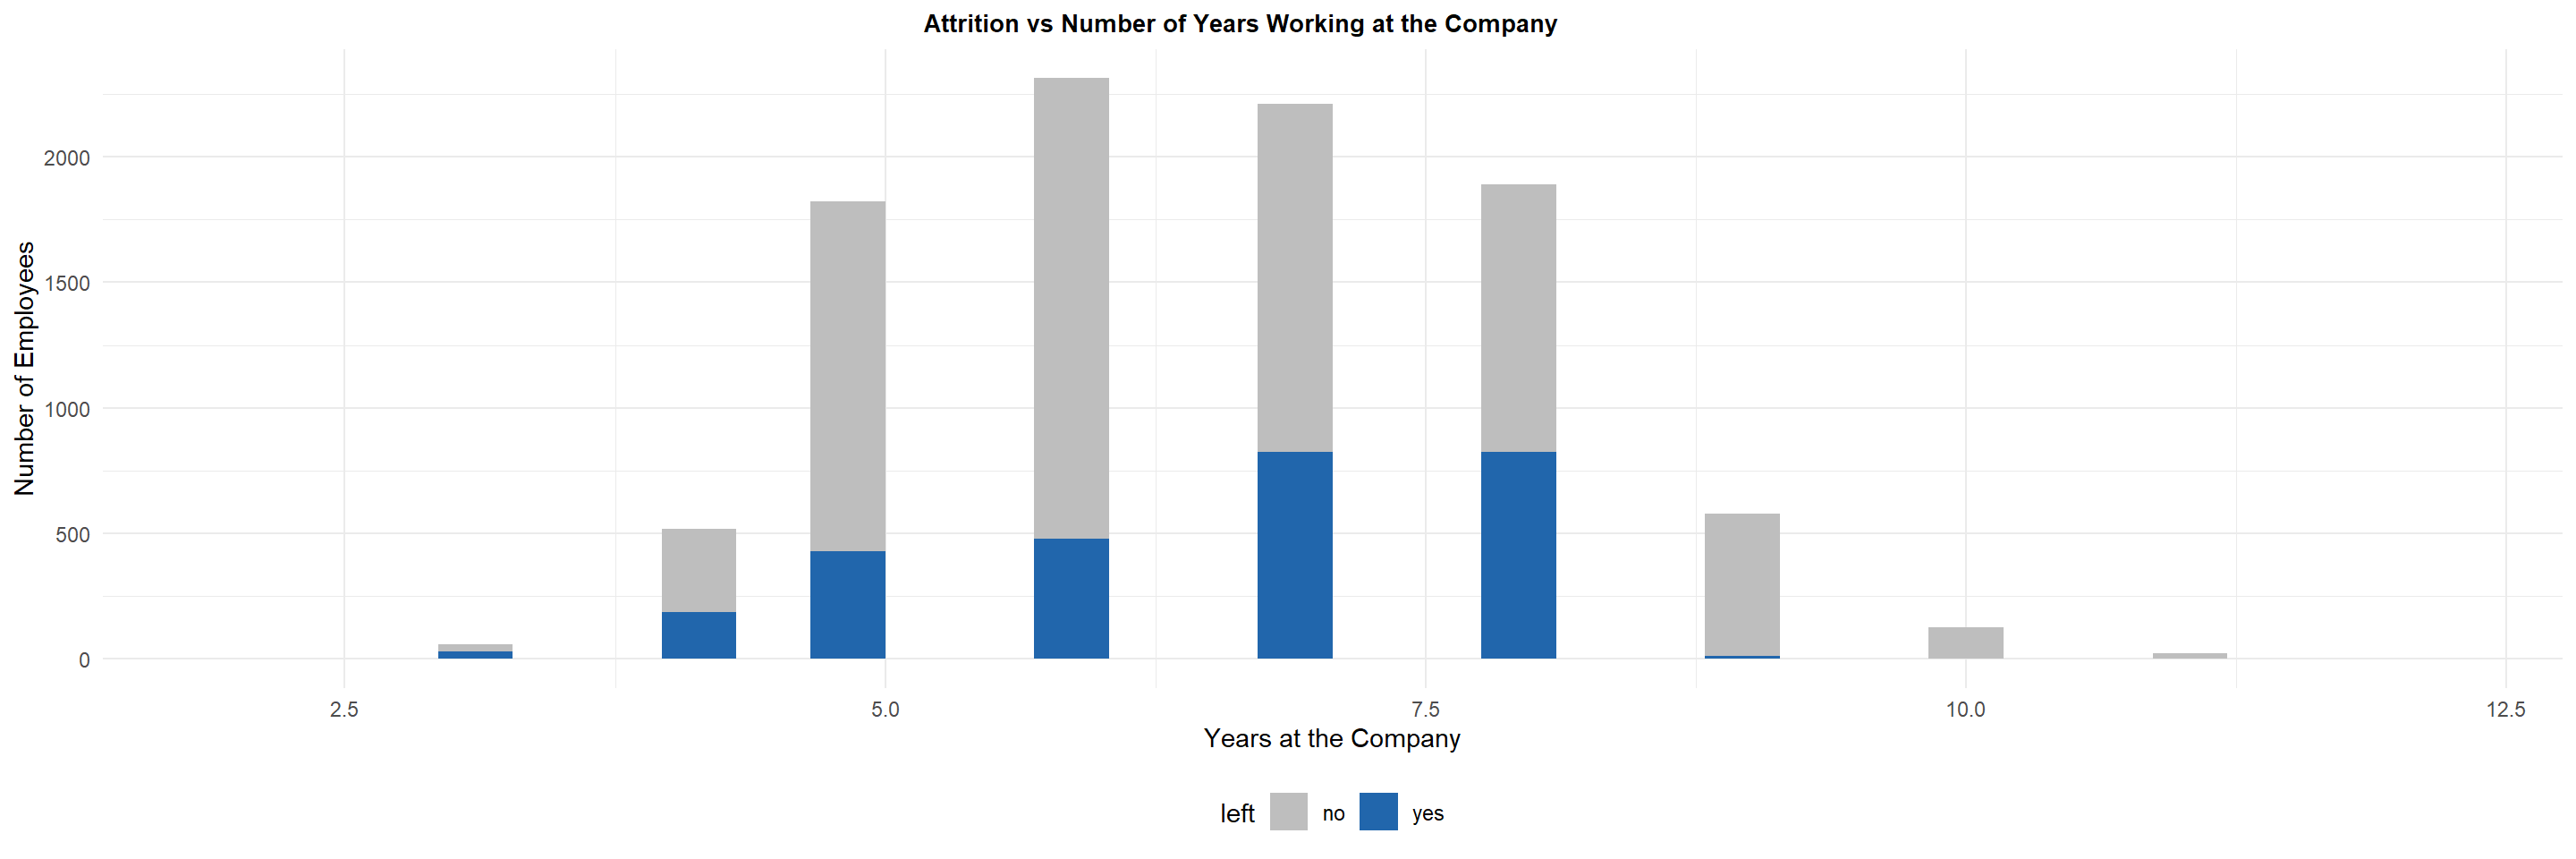 Attrition vs Number of Years Working at the Company
Number of Employees
2000
1500
1000
500
0
2.5 5.0 7.5 10.0 12.5
Years at the Company
left no yes